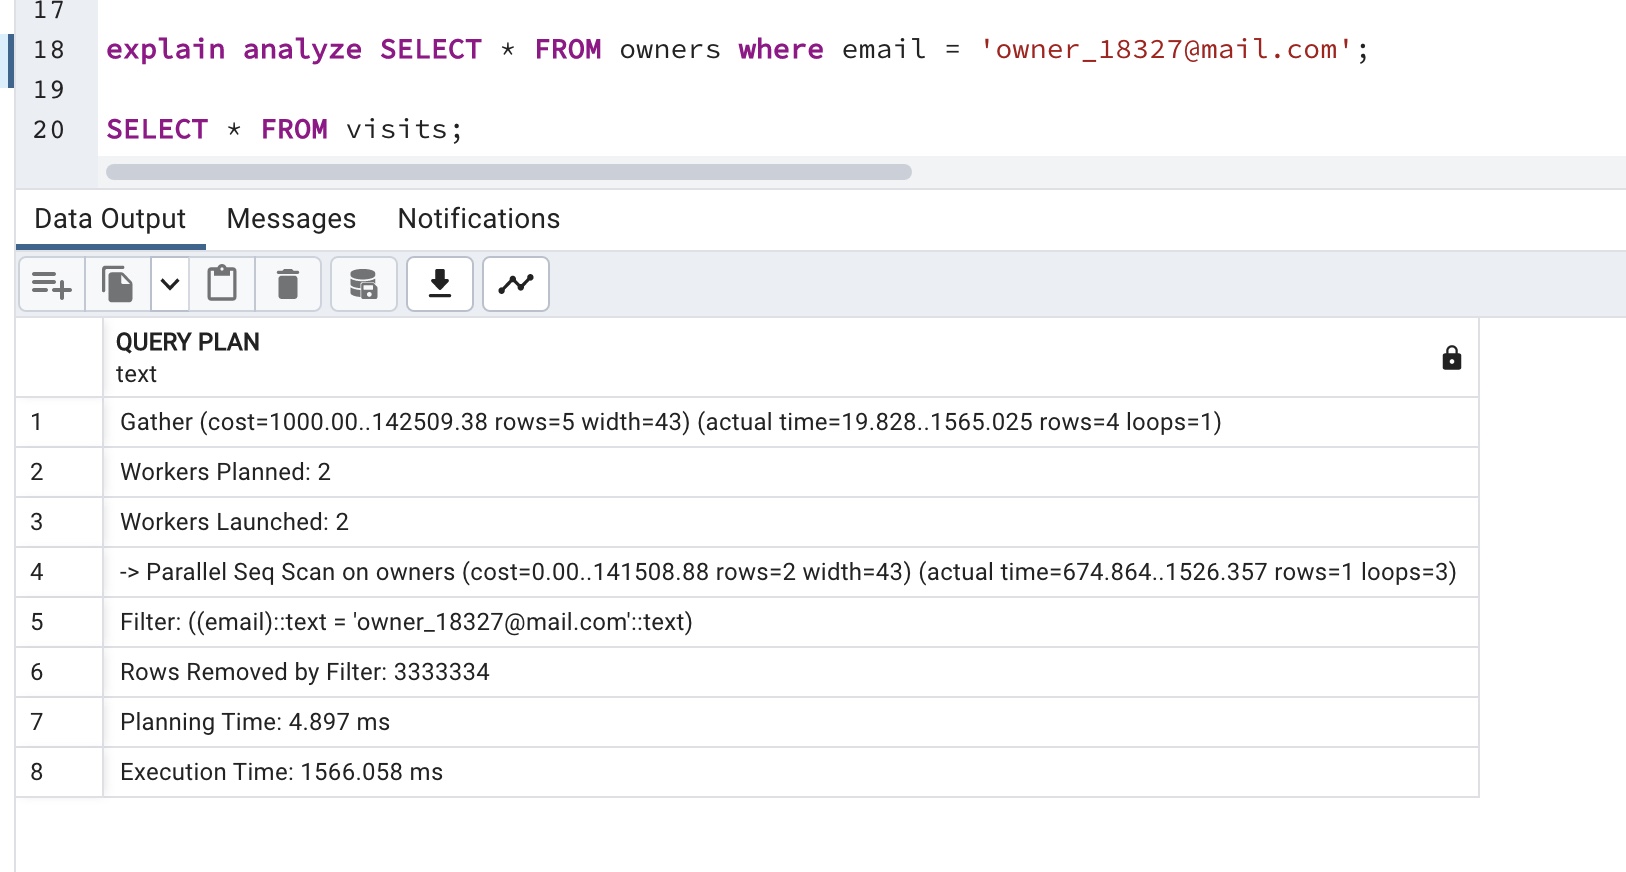 17
18 explain analyze SELECT * FROM owners where email = 'owner_18327@mail.com';
19
20 SELECT * FROM visits;
Data Output Messages Notifications
QUERY PLAN
text
1 Gather (cost=1000.00..142509.38 rows=5 width=43) (actual time=19.828..1565.025 rows=4 loops=1)
2 Workers Planned: 2
3 Workers Launched: 2
4 -> Parallel Seq Scan on owners (cost=0.00..141508.88 rows=2 width=43) (actual time=674.864..1526.357 rows=1 loops=3)
5 Filter: ((email)::text = 'owner_18327@mail.com'::text)
6 Rows Removed by Filter: 3333334
7 Planning Time: 4.897 ms
8 Execution Time: 1566.058 ms